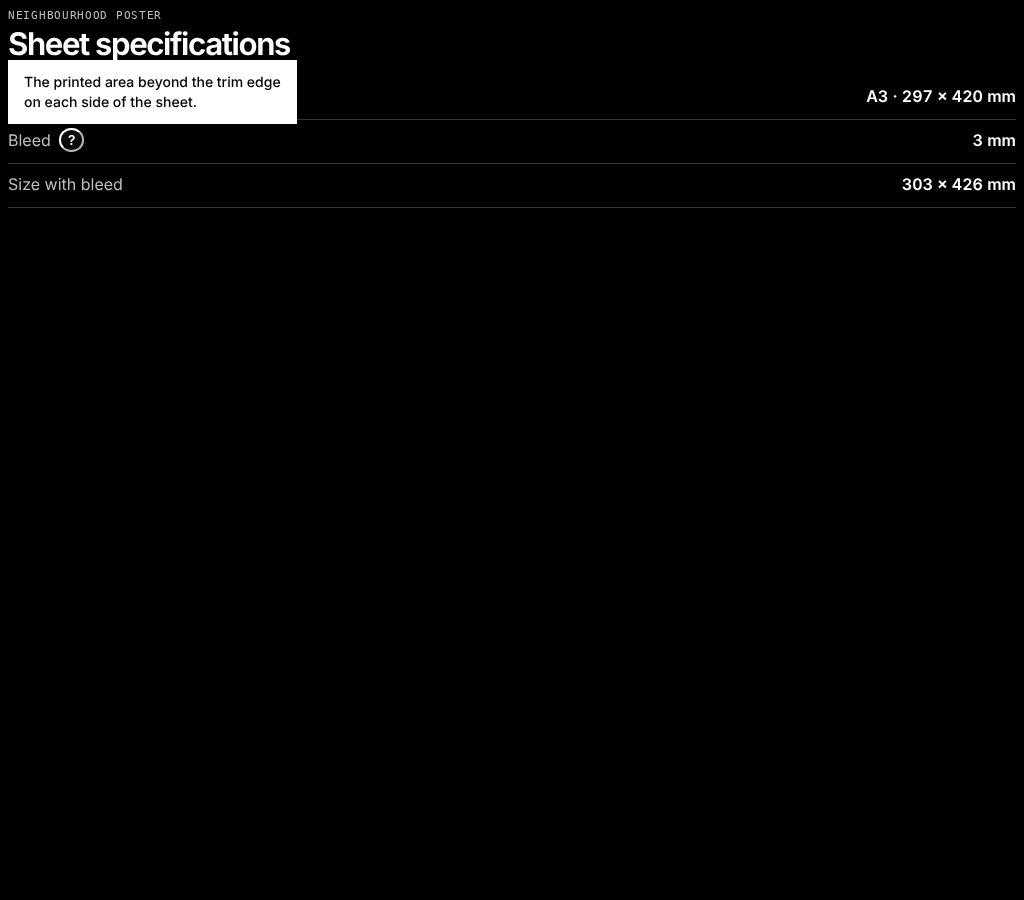 NEIGHBOURHOOD POSTER
Sheet specifications
The printed area beyond the trim edge
on each side of the sheet.
A3 · 297 × 420 mm
Bleed ? 3 mm
Size with bleed 303 × 426 mm